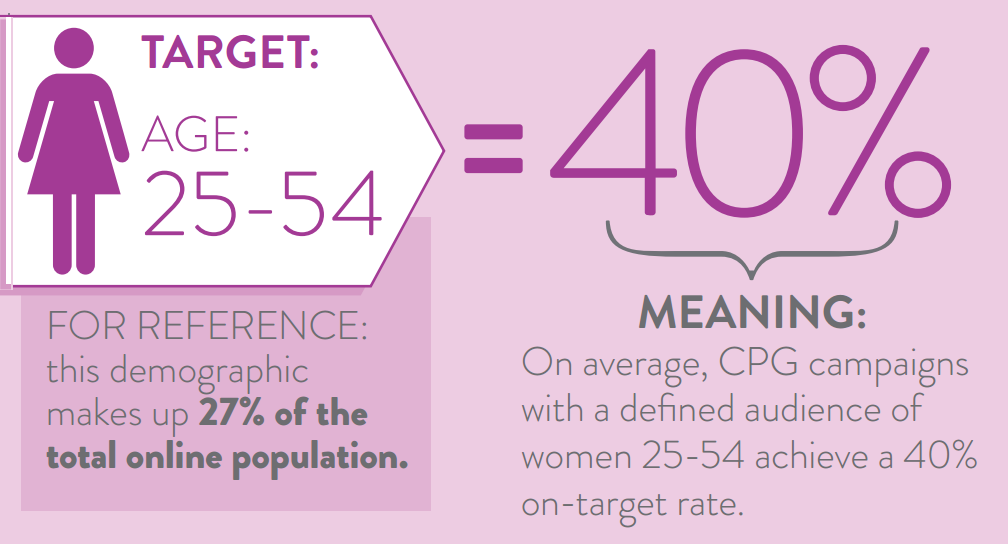 TARGET:
AGE:
25-54
= 40%
FOR REFERENCE:
this demographic
makes up 27% of the
total online population.
MEANING:
On average, CPG campaigns
with a defined audience of
women 25-54 achieve a 40%
on-target rate.